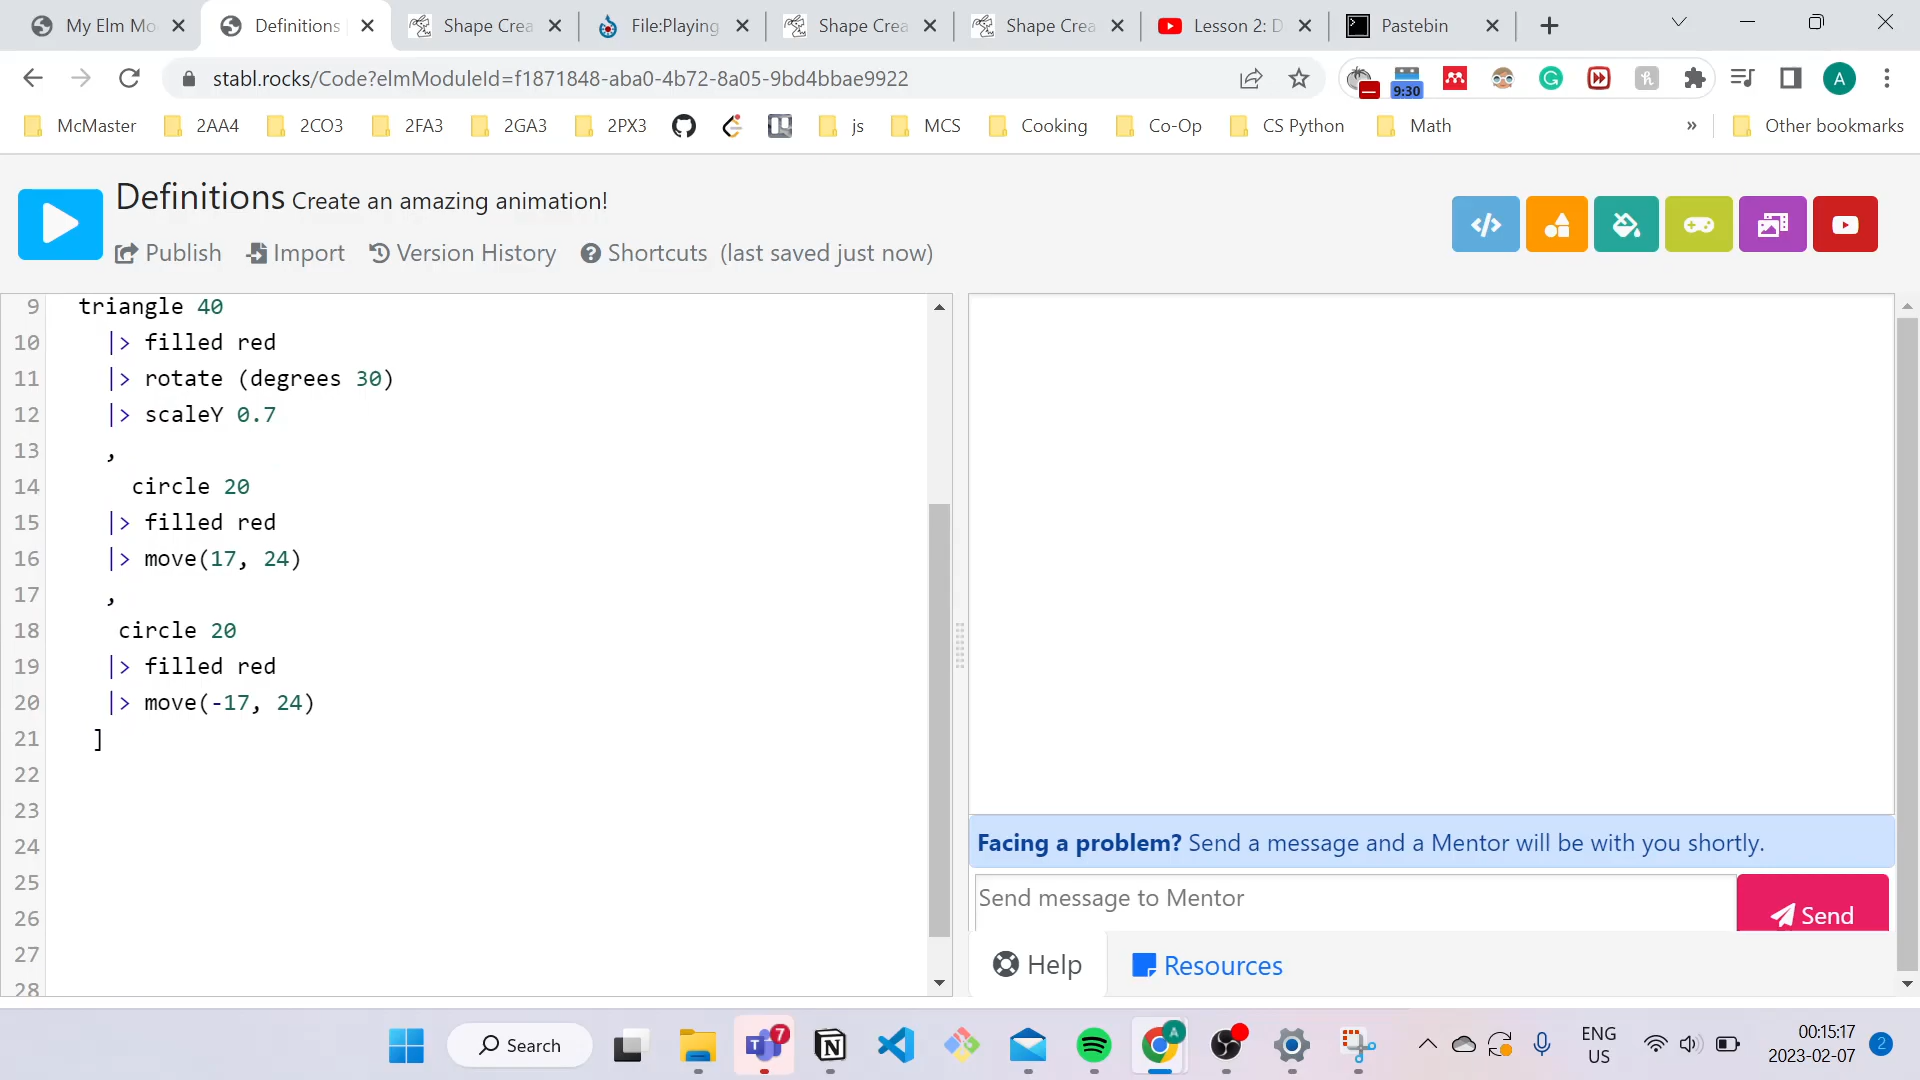 My Elm Mo
Definitions
Shape Crea
File:Playing
Shape Crea
Shape Crea
Lesson 2: D
Pastebin
stabl.rocks/Code?elmModuleId=f1871848-aba0-4b72-8a05-9bd4bbae9922
9:30
A
McMaster
2AA4
2CO3
2FA3
2GA3
2PX3
js
MCS
Cooking
Co-Op
CS Python
Math
»
Other bookmarks
Definitions Create an amazing animation!
Publish Import Version History Shortcuts (last saved just now)
9 triangle 40
10 |> filled red
11 |> rotate (degrees 30)
12 |> scaleY 0.7
13 ,
14 circle 20
15 |> filled red
16 |> move(17, 24)
17 ,
18 circle 20
19 |> filled red
20 |> move(-17, 24)
21 ]
22
23
24
25
26
27
28
Facing a problem? Send a message and a Mentor will be with you shortly.
Send message to Mentor
Send
Help
Resources
Search
7
A
ENG
US
00:15:17
2023-02-07
2